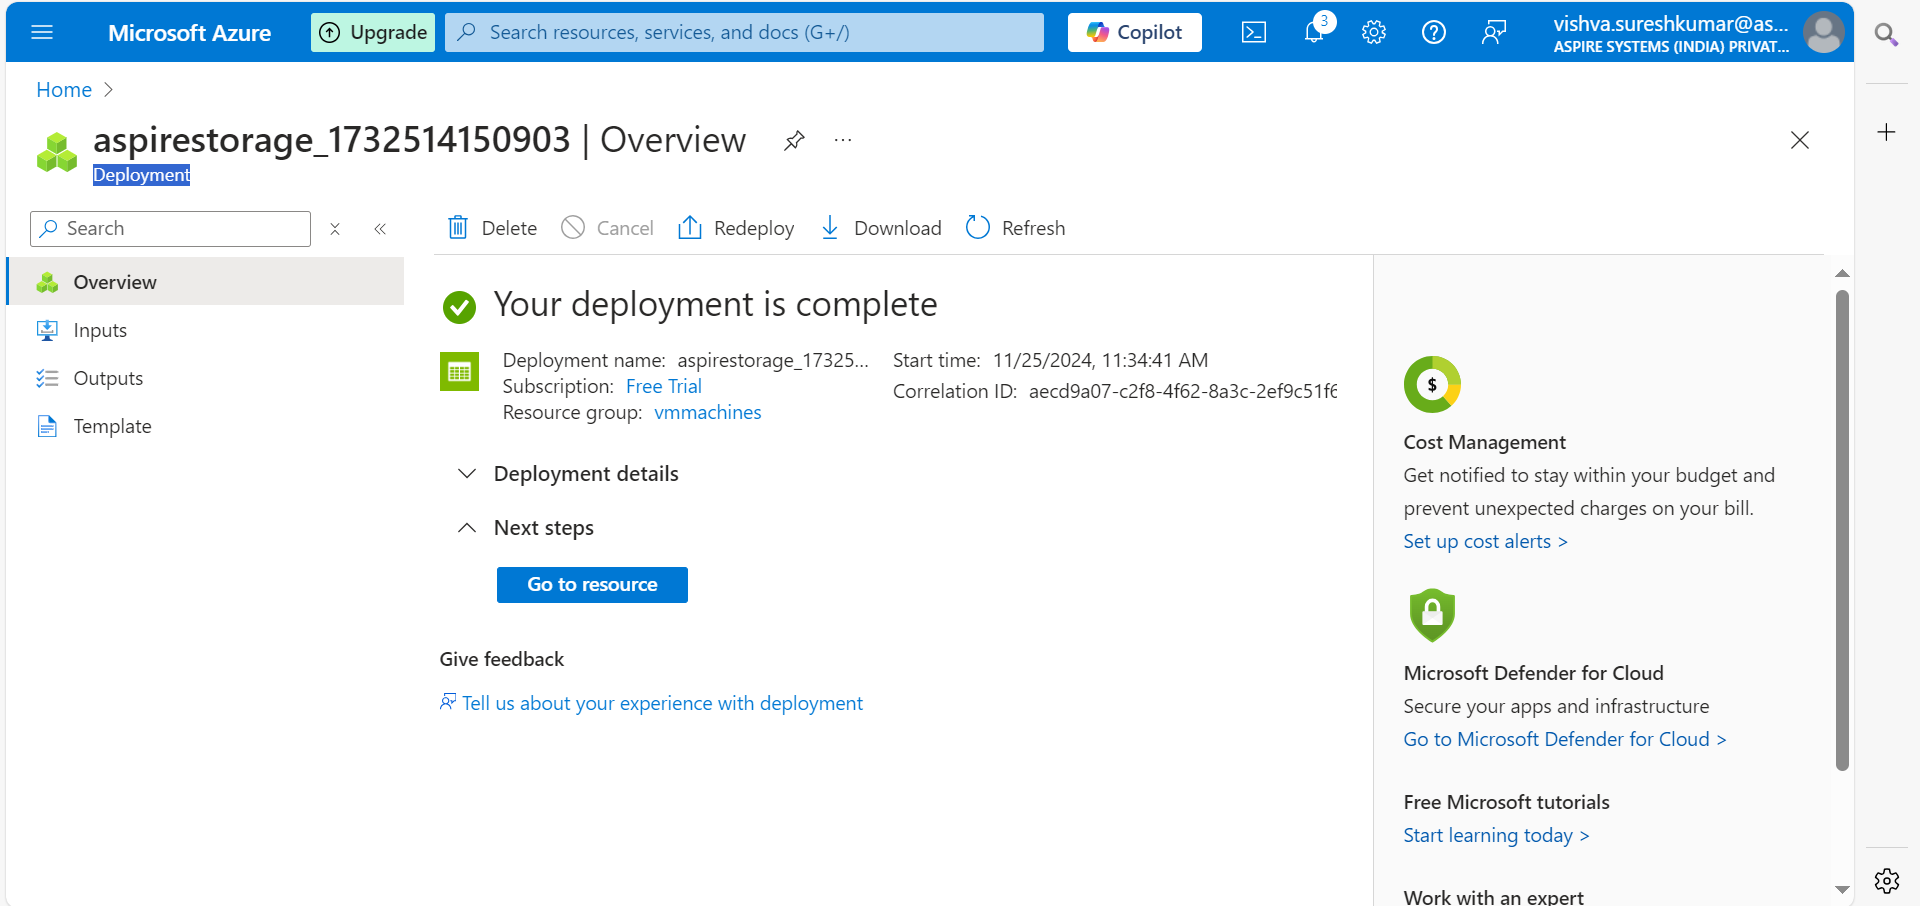 Microsoft Azure
Upgrade
Search resources, services, and docs (G+/)
Copilot
3
vishva.sureshkumar@as...
ASPIRE SYSTEMS (INDIA) PRIVAT...
Home >
aspirestorage_1732514150903 | Overview
...
Deployment
Search
Overview
Inputs
Outputs
Template
Delete
Cancel
Redeploy
Download
Refresh
Your deployment is complete
Deployment name: aspirestorage_17325...
Subscription: Free Trial
Resource group: vmmachines
Start time: 11/25/2024, 11:34:41 AM
Correlation ID: aecd9a07-c2f8-4f62-8a3c-2ef9c51f6
Deployment details
Next steps
Go to resource
Give feedback
Tell us about your experience with deployment
$
Cost Management
Get notified to stay within your budget and
prevent unexpected charges on your bill.
Set up cost alerts >
Microsoft Defender for Cloud
Secure your apps and infrastructure
Go to Microsoft Defender for Cloud >
Free Microsoft tutorials
Start learning today >
Work with an expert